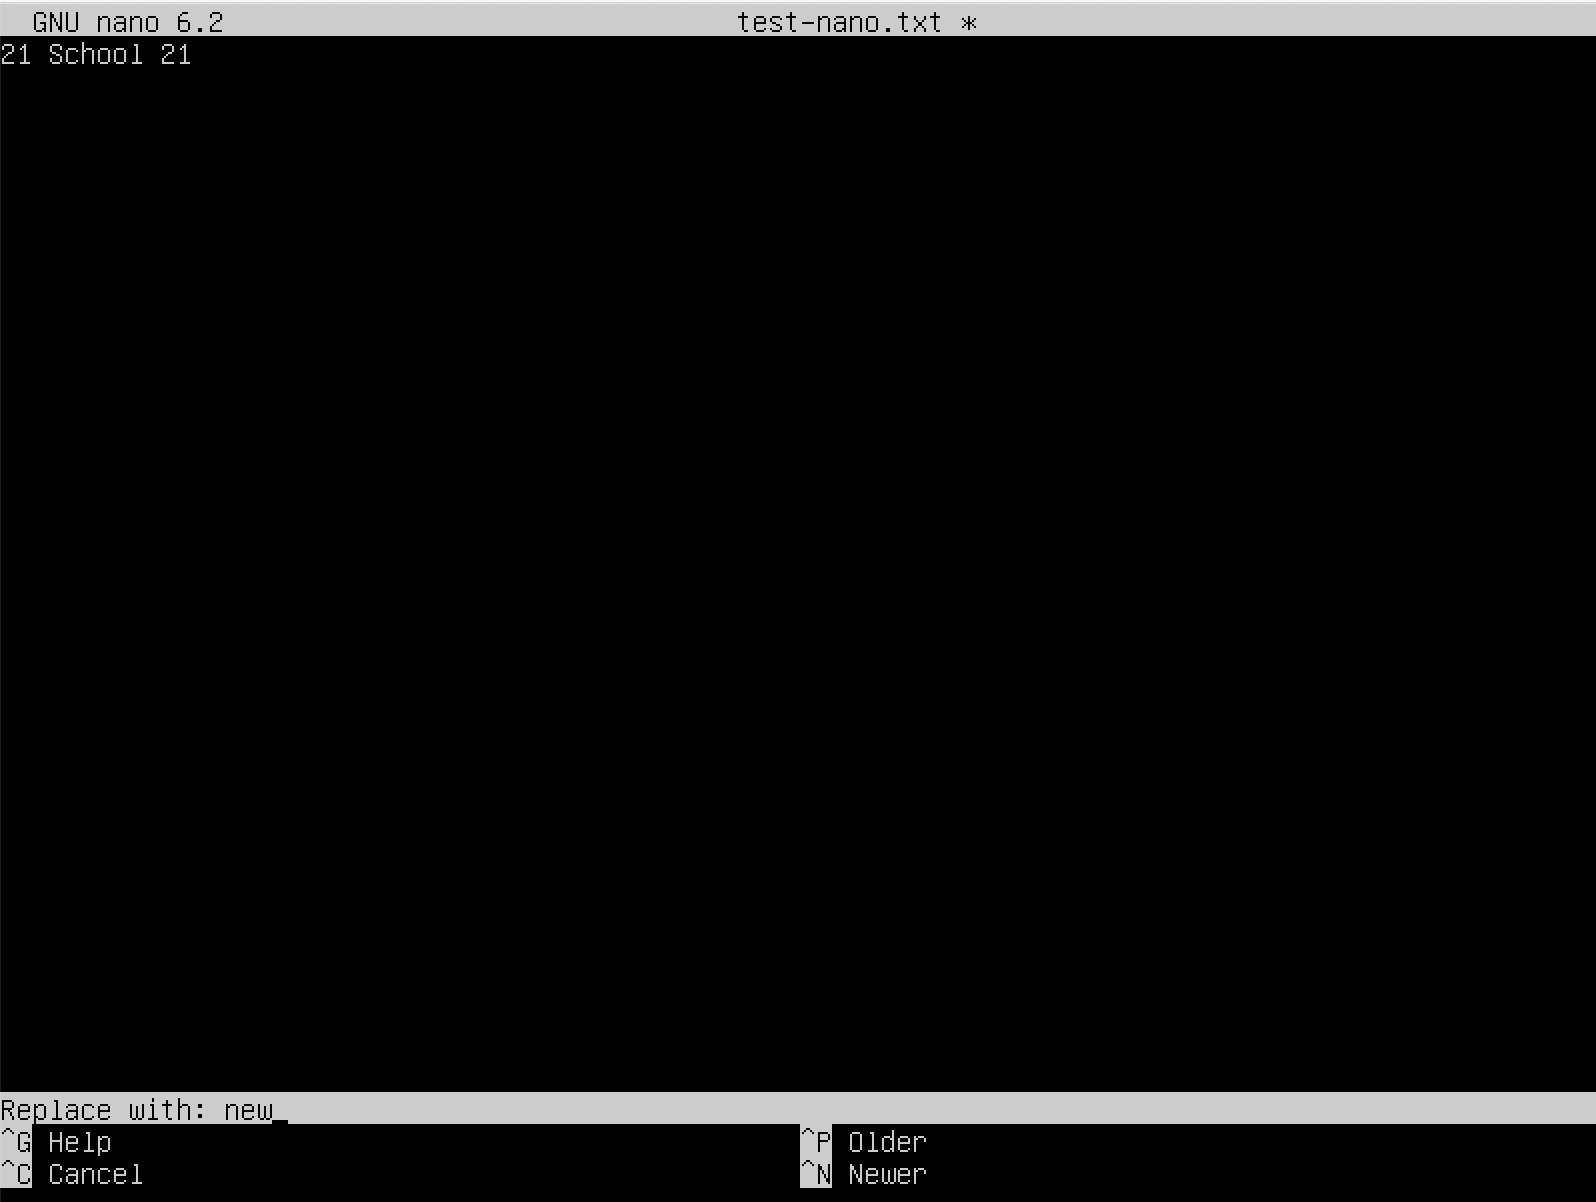 GNU nano 6.2 test-nano.txt *
21 School 21
Replace with: new
^G Help ^P Older
^C Cancel ^N Newer